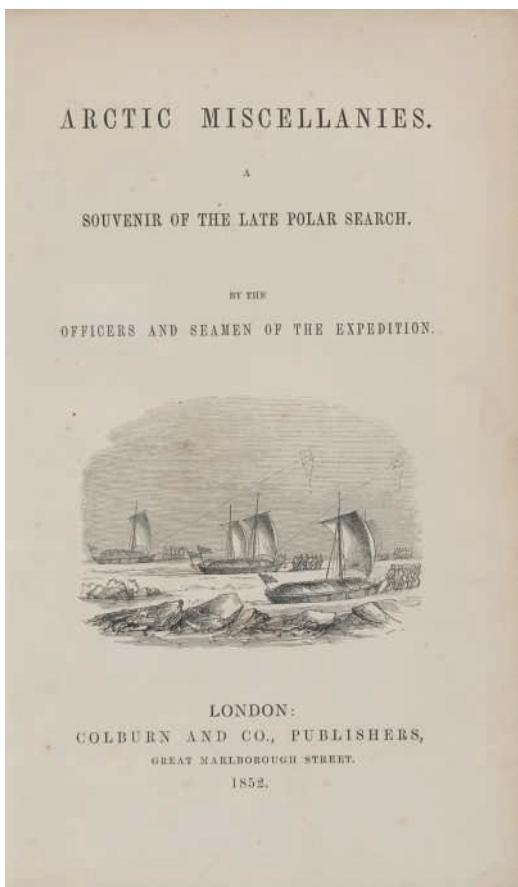 ARCTIC MISCELLANIES.
A
SOUVENIR OF THE LATE POLAR SEARCH.
BY THE
OFFICERS AND SEAMEN OF THE EXPEDITION.
LONDON:
COLBURN AND CO., PUBLISHERS,
GREAT MARLBOROUGH STREET.
1852.